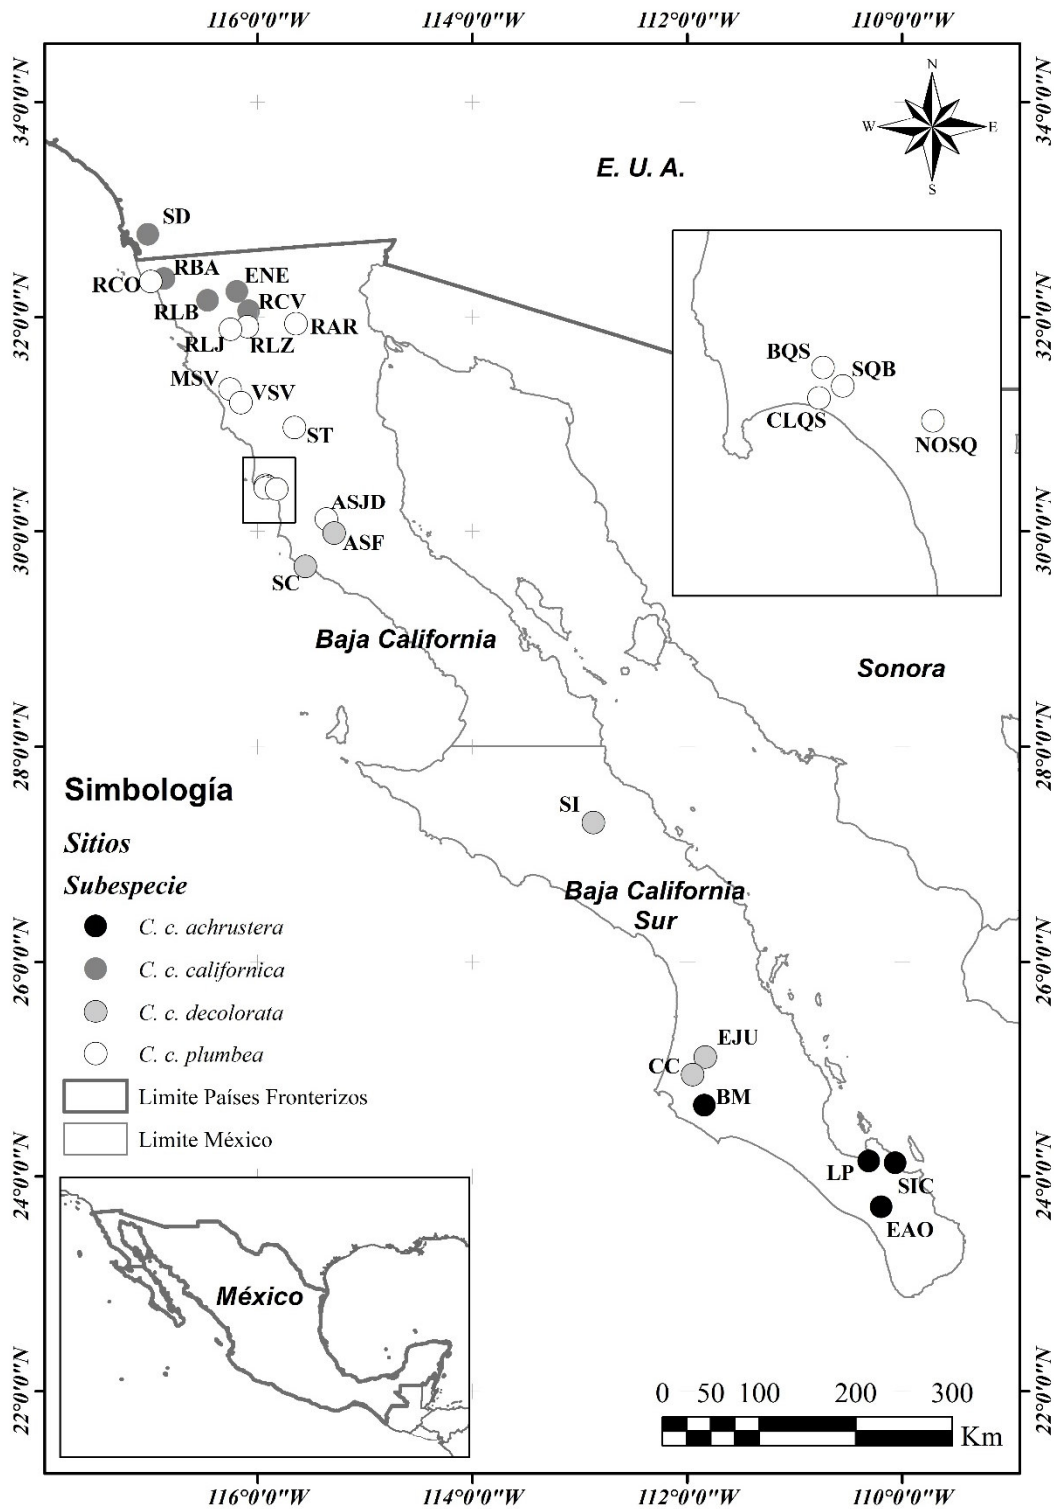 116°0'0"W
114°0'0"W
112°0'0"W
110°0'0"W
34°0'0"N
34°0'0"N
N
W
E
S
E. U. A.
SD
RCO
RBA
ENE
RLB
RCV
RAR
RLJ
RLZ
32°0'0"N
32°0'0"N
MSV
VSV
ST
BQS
SQB
CLQS
NOSQ
ASJD
ASF
SC
30°0'0"N
30°0'0"N
Baja California
Sonora
28°0'0"N
28°0'0"N
SI
Baja California
Sur
Simbología
Sitios
Subespecie
C. c. achrustera
C. c. californica
C. c. decolorata
C. c. plumbea
Limite Países Fronterizos
Limite México
26°0'0"N
26°0'0"N
EJU
CC
BM
LP
SIC
EAO
24°0'0"N
24°0'0"N
México
22°0'0"N
22°0'0"N
0 50 100 200 300
Km
116°0'0"W
114°0'0"W
112°0'0"W
110°0'0"W